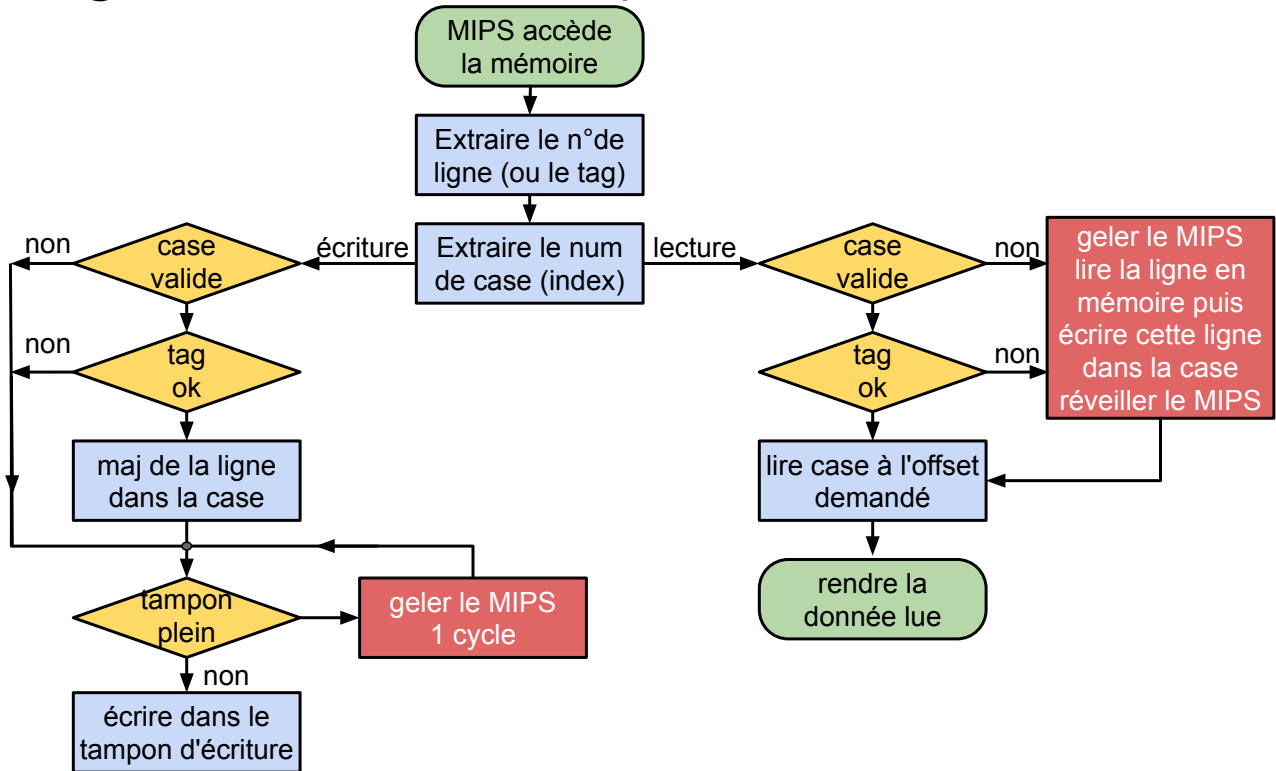 MIPS accède
la mémoire
Extraire le n°de
ligne (ou le tag)
Extraire le num
de case (index)
écriture
lecture
case
valide
non
tag
ok
non
maj de la ligne
dans la case
tampon
plein
geler le MIPS
1 cycle
non
écrire dans le
tampon d'écriture
case
valide
non
tag
ok
non
geler le MIPS
lire la ligne en
mémoire puis
écrire cette ligne
dans la case
réveiller le MIPS
lire case à l'offset
demandé
rendre la
donnée lue